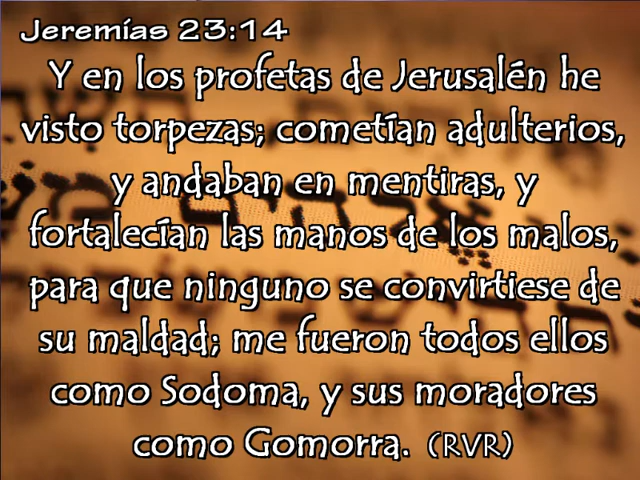 Jeremías 23:14
Y en los profetas de Jerusalén he
visto torpezas; cometían adulterios,
y andaban en mentiras, y
fortalecían las manos de los malos,
para que ninguno se convirtiese de
su maldad; me fueron todos ellos
como Sodoma, y sus moradores
como Gomorra. (RVR)